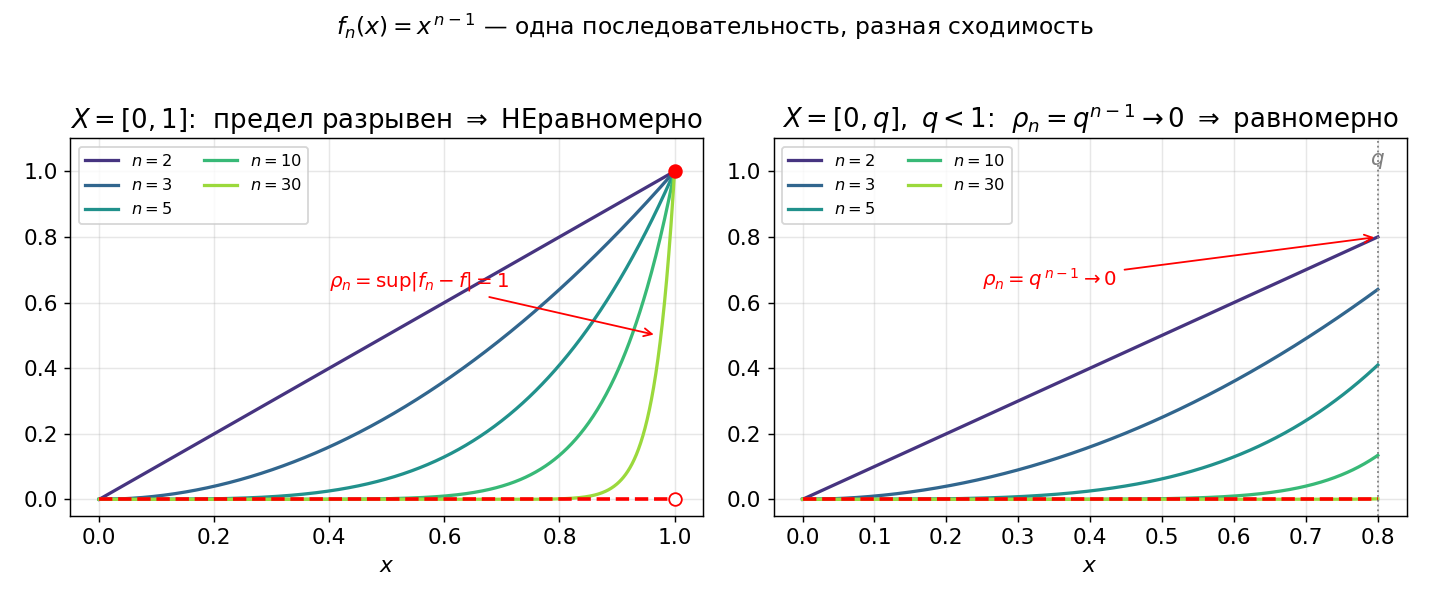 fₙ(x) = xⁿ⁻¹ — одна последовательность, разная сходимость
X = [0, 1]: предел разрывен ⇒ НЕравномерно
n = 2
n = 3
n = 5
n = 10
n = 30
ρₙ = sup|fₙ − f| = 1
1.0
0.8
0.6
0.4
0.2
0.0
0.0 0.2 0.4 0.6 0.8 1.0
x
X = [0, q], q < 1: ρₙ = qⁿ⁻¹ → 0 ⇒ равномерно
n = 2
n = 3
n = 5
n = 10
n = 30
q
ρₙ = qⁿ⁻¹ → 0
1.0
0.8
0.6
0.4
0.2
0.0
0.0 0.1 0.2 0.3 0.4 0.5 0.6 0.7 0.8
x